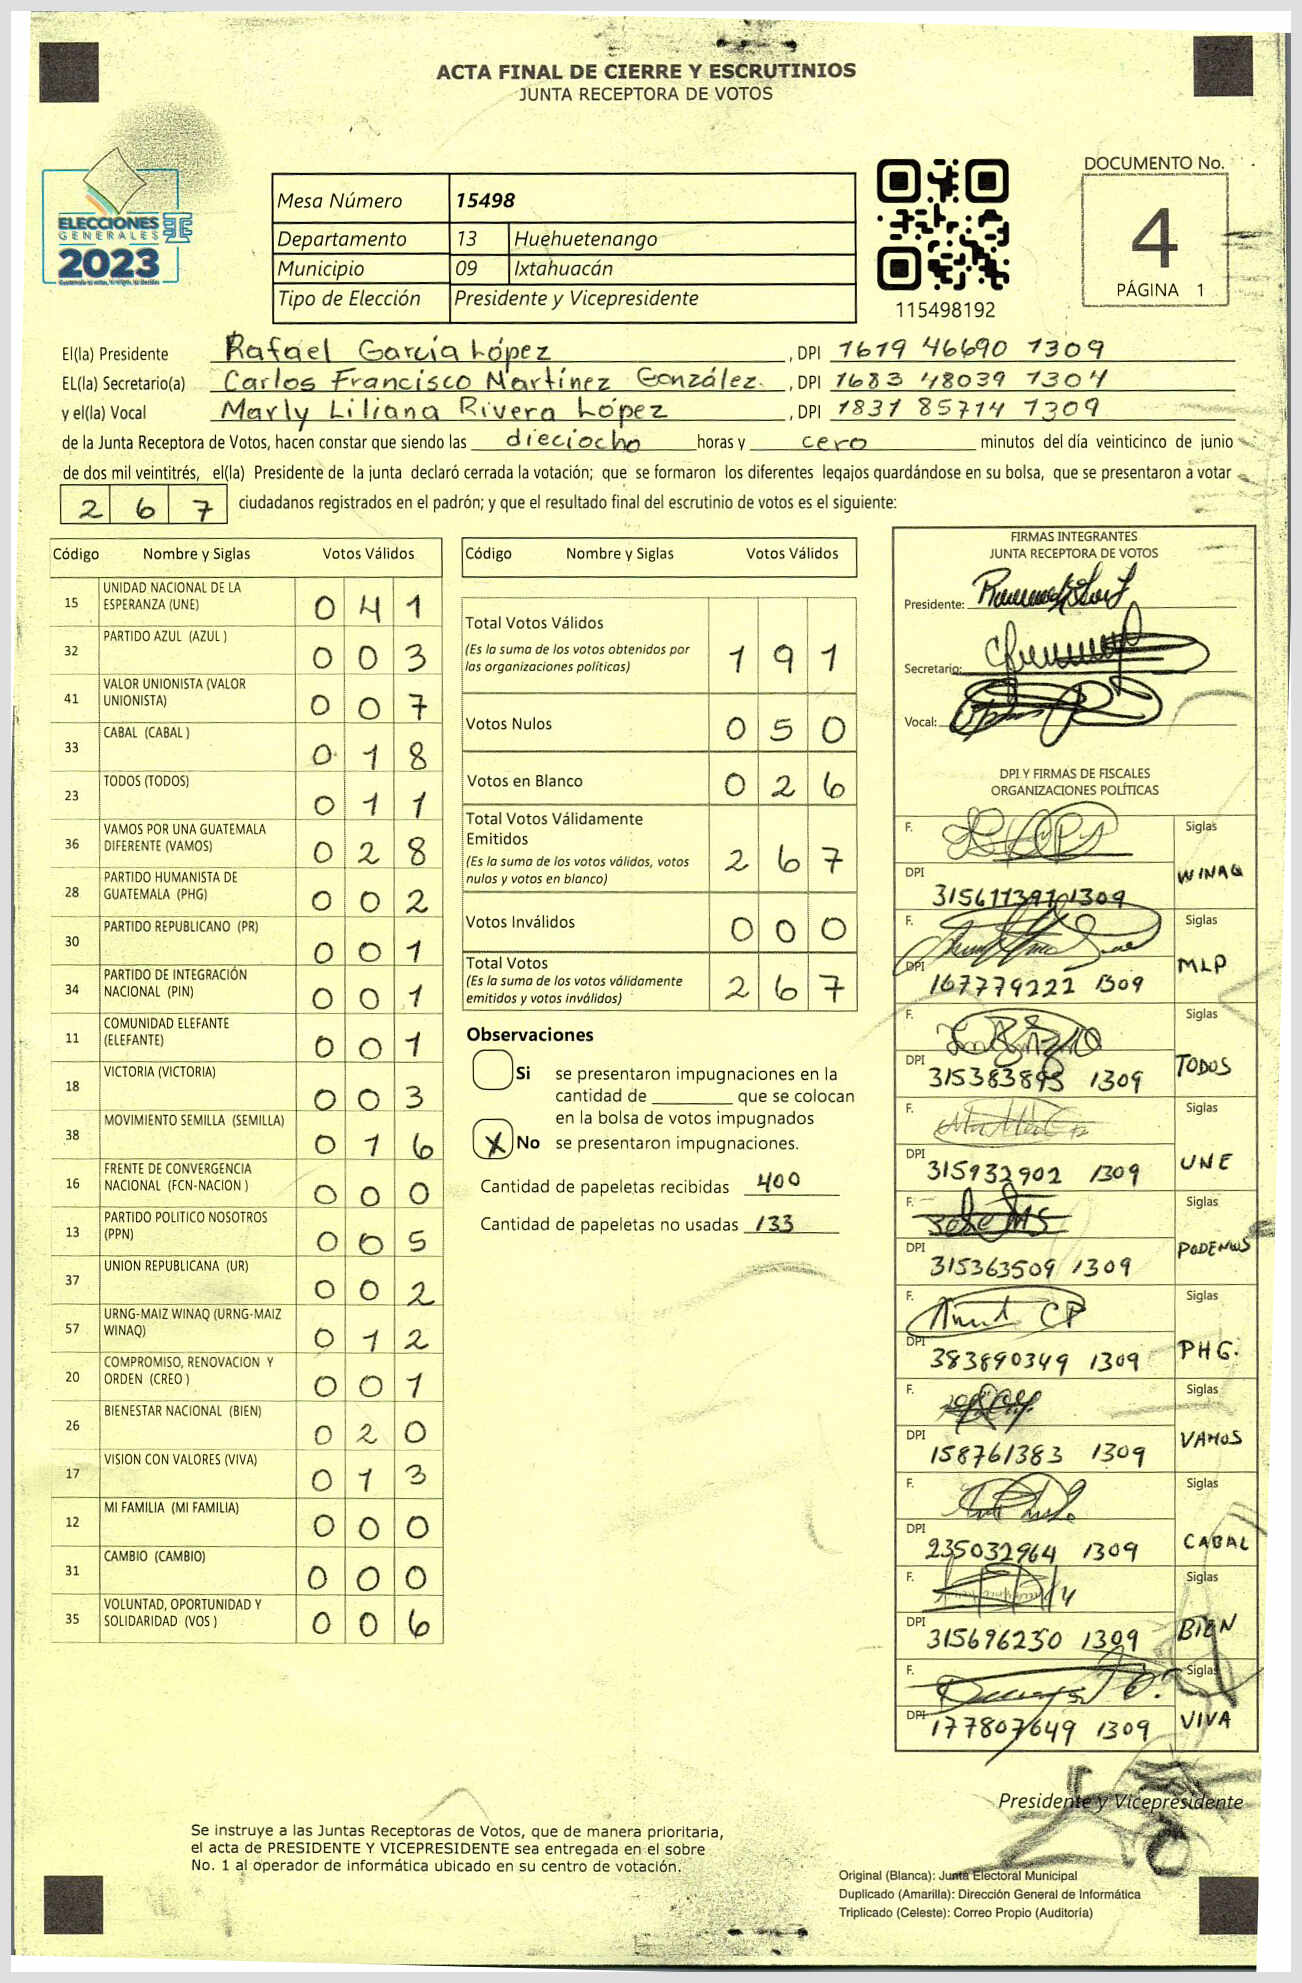 ACTA FINAL DE CIERRE Y ESCRUTINIOS
JUNTA RECEPTORA DE VOTOS
DOCUMENTO No.
4
PÁGINA 1
ELECCIONES
GENERALES
2023
Mesa Número 15498
Departamento 13 Huehuetenango
Municipio 09 Ixtahuacán
Tipo de Elección Presidente y Vicepresidente
115498192
El(la) Presidente Rafael García López, DPI 1619 46690 1309
EL(la) Secretario(a) Carlos Francisco Martínez González, DPI 1683 48039 1304
y el(la) Vocal Marly Liliana Rivera López, DPI 1831 85714 1309
de la Junta Receptora de Votos, hacen constar que siendo las dieciocho horas y cero minutos del día veinticinco de junio
de dos mil veintitrés, el(la) Presidente de la junta declaró cerrada la votación; que se formaron los diferentes legajos guardándose en su bolsa, que se presentaron a votar
2 6 7 ciudadanos registrados en el padrón; y que el resultado final del escrutinio de votos es el siguiente:
Código Nombre y Siglas Votos Válidos
15 UNIDAD NACIONAL DE LA ESPERANZA (UNE) 0 4 1
32 PARTIDO AZUL (AZUL ) 0 0 3
41 VALOR UNIONISTA (VALOR UNIONISTA) 0 0 7
33 CABAL (CABAL ) 0 1 8
23 TODOS (TODOS) 0 1 1
36 VAMOS POR UNA GUATEMALA DIFERENTE (VAMOS) 0 2 8
28 PARTIDO HUMANISTA DE GUATEMALA (PHG) 0 0 2
30 PARTIDO REPUBLICANO (PR) 0 0 1
34 PARTIDO DE INTEGRACIÓN NACIONAL (PIN) 0 0 1
11 COMUNIDAD ELEFANTE (ELEFANTE) 0 0 1
18 VICTORIA (VICTORIA) 0 0 3
38 MOVIMIENTO SEMILLA (SEMILLA) 0 1 6
16 FRENTE DE CONVERGENCIA NACIONAL (FCN-NACION ) 0 0 0
13 PARTIDO POLITICO NOSOTROS (PPN) 0 0 5
37 UNION REPUBLICANA (UR) 0 0 2
57 URNG-MAIZ WINAQ (URNG-MAIZ WINAQ) 0 1 2
20 COMPROMISO, RENOVACION Y ORDEN (CREO ) 0 0 1
26 BIENESTAR NACIONAL (BIEN) 0 2 0
17 VISION CON VALORES (VIVA) 0 1 3
12 MI FAMILIA (MI FAMILIA) 0 0 0
31 CAMBIO (CAMBIO) 0 0 0
35 VOLUNTAD, OPORTUNIDAD Y SOLIDARIDAD (VOS ) 0 0 6
Código Nombre y Siglas Votos Válidos
Total Votos Válidos 1 9 1
(Es la suma de los votos obtenidos por
las organizaciones políticas)
Votos Nulos 0 5 0
Votos en Blanco 0 2 6
Total Votos Válidamente
Emitidos 2 6 7
(Es la suma de los votos válidos, votos
nulos y votos en blanco)
Votos Inválidos 0 0 0
Total Votos 2 6 7
(Es la suma de los votos válidamente
emitidos y votos inválidos)
Observaciones
Si se presentaron impugnaciones en la
cantidad de ________ que se colocan
en la bolsa de votos impugnados
X No se presentaron impugnaciones.
Cantidad de papeletas recibidas 400
Cantidad de papeletas no usadas 133
FIRMAS INTEGRANTES
JUNTA RECEPTORA DE VOTOS
Presidente:
Secretario:
Vocal:
DPI Y FIRMAS DE FISCALES
ORGANIZACIONES POLÍTICAS
F. Siglas
DPI 315611397 1309 WINAQ
F. Siglas
DPI 167779222 1309 MLP
F. Siglas
DPI 315383895 1309 TODOS
F. Siglas
DPI 315932902 1309 UNE
F. Siglas
DPI 315363509 1309 PODEMOS
F. Siglas
DPI 383890349 1309 PHG.
F. Siglas
DPI 158761383 1309 VAMOS
F. Siglas
DPI 235032964 1309 CABAL
F. Siglas
DPI 315696250 1309 BIEN
F. Siglas
DPI 177807649 1309 VIVA
Presidente y Vicepresidente
Se instruye a las Juntas Receptoras de Votos, que de manera prioritaria,
el acta de PRESIDENTE Y VICEPRESIDENTE sea entregada en el sobre
No. 1 al operador de informática ubicado en su centro de votación.
Original (Blanca): Junta Electoral Municipal
Duplicado (Amarilla): Dirección General de Informática
Triplicado (Celeste): Correo Propio (Auditoría)